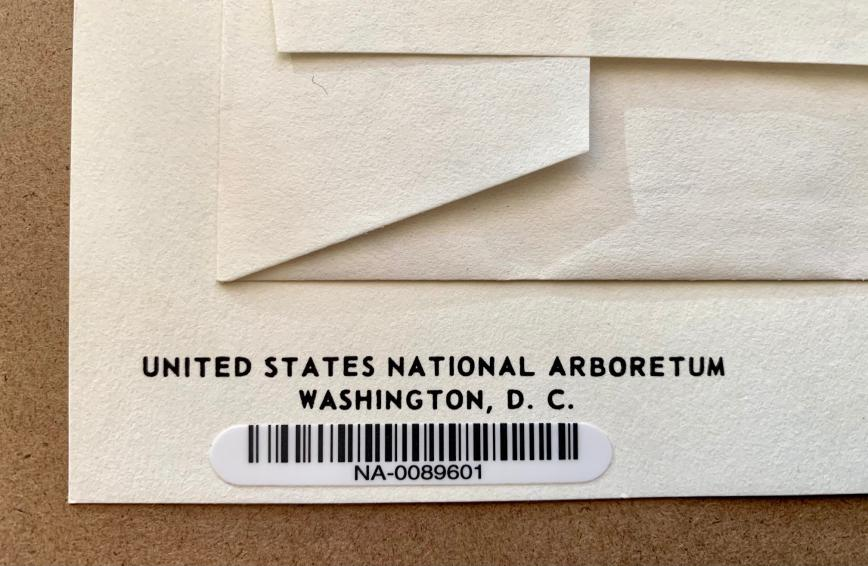 UNITED STATES NATIONAL ARBORETUM
WASHINGTON, D. C.
NA-0089601